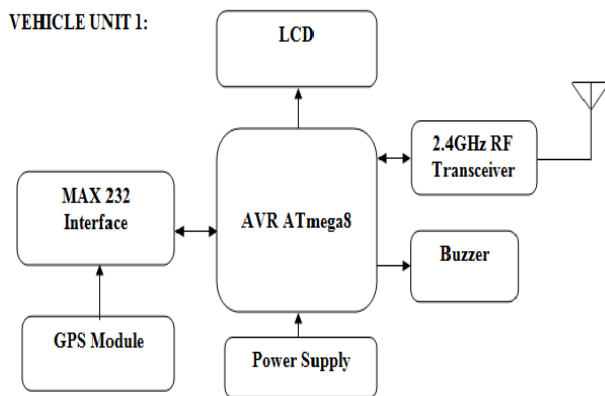 VEHICLE UNIT 1:
LCD
2.4GHz RF
Transceiver
MAX 232
Interface
AVR ATmega8
Buzzer
GPS Module
Power Supply